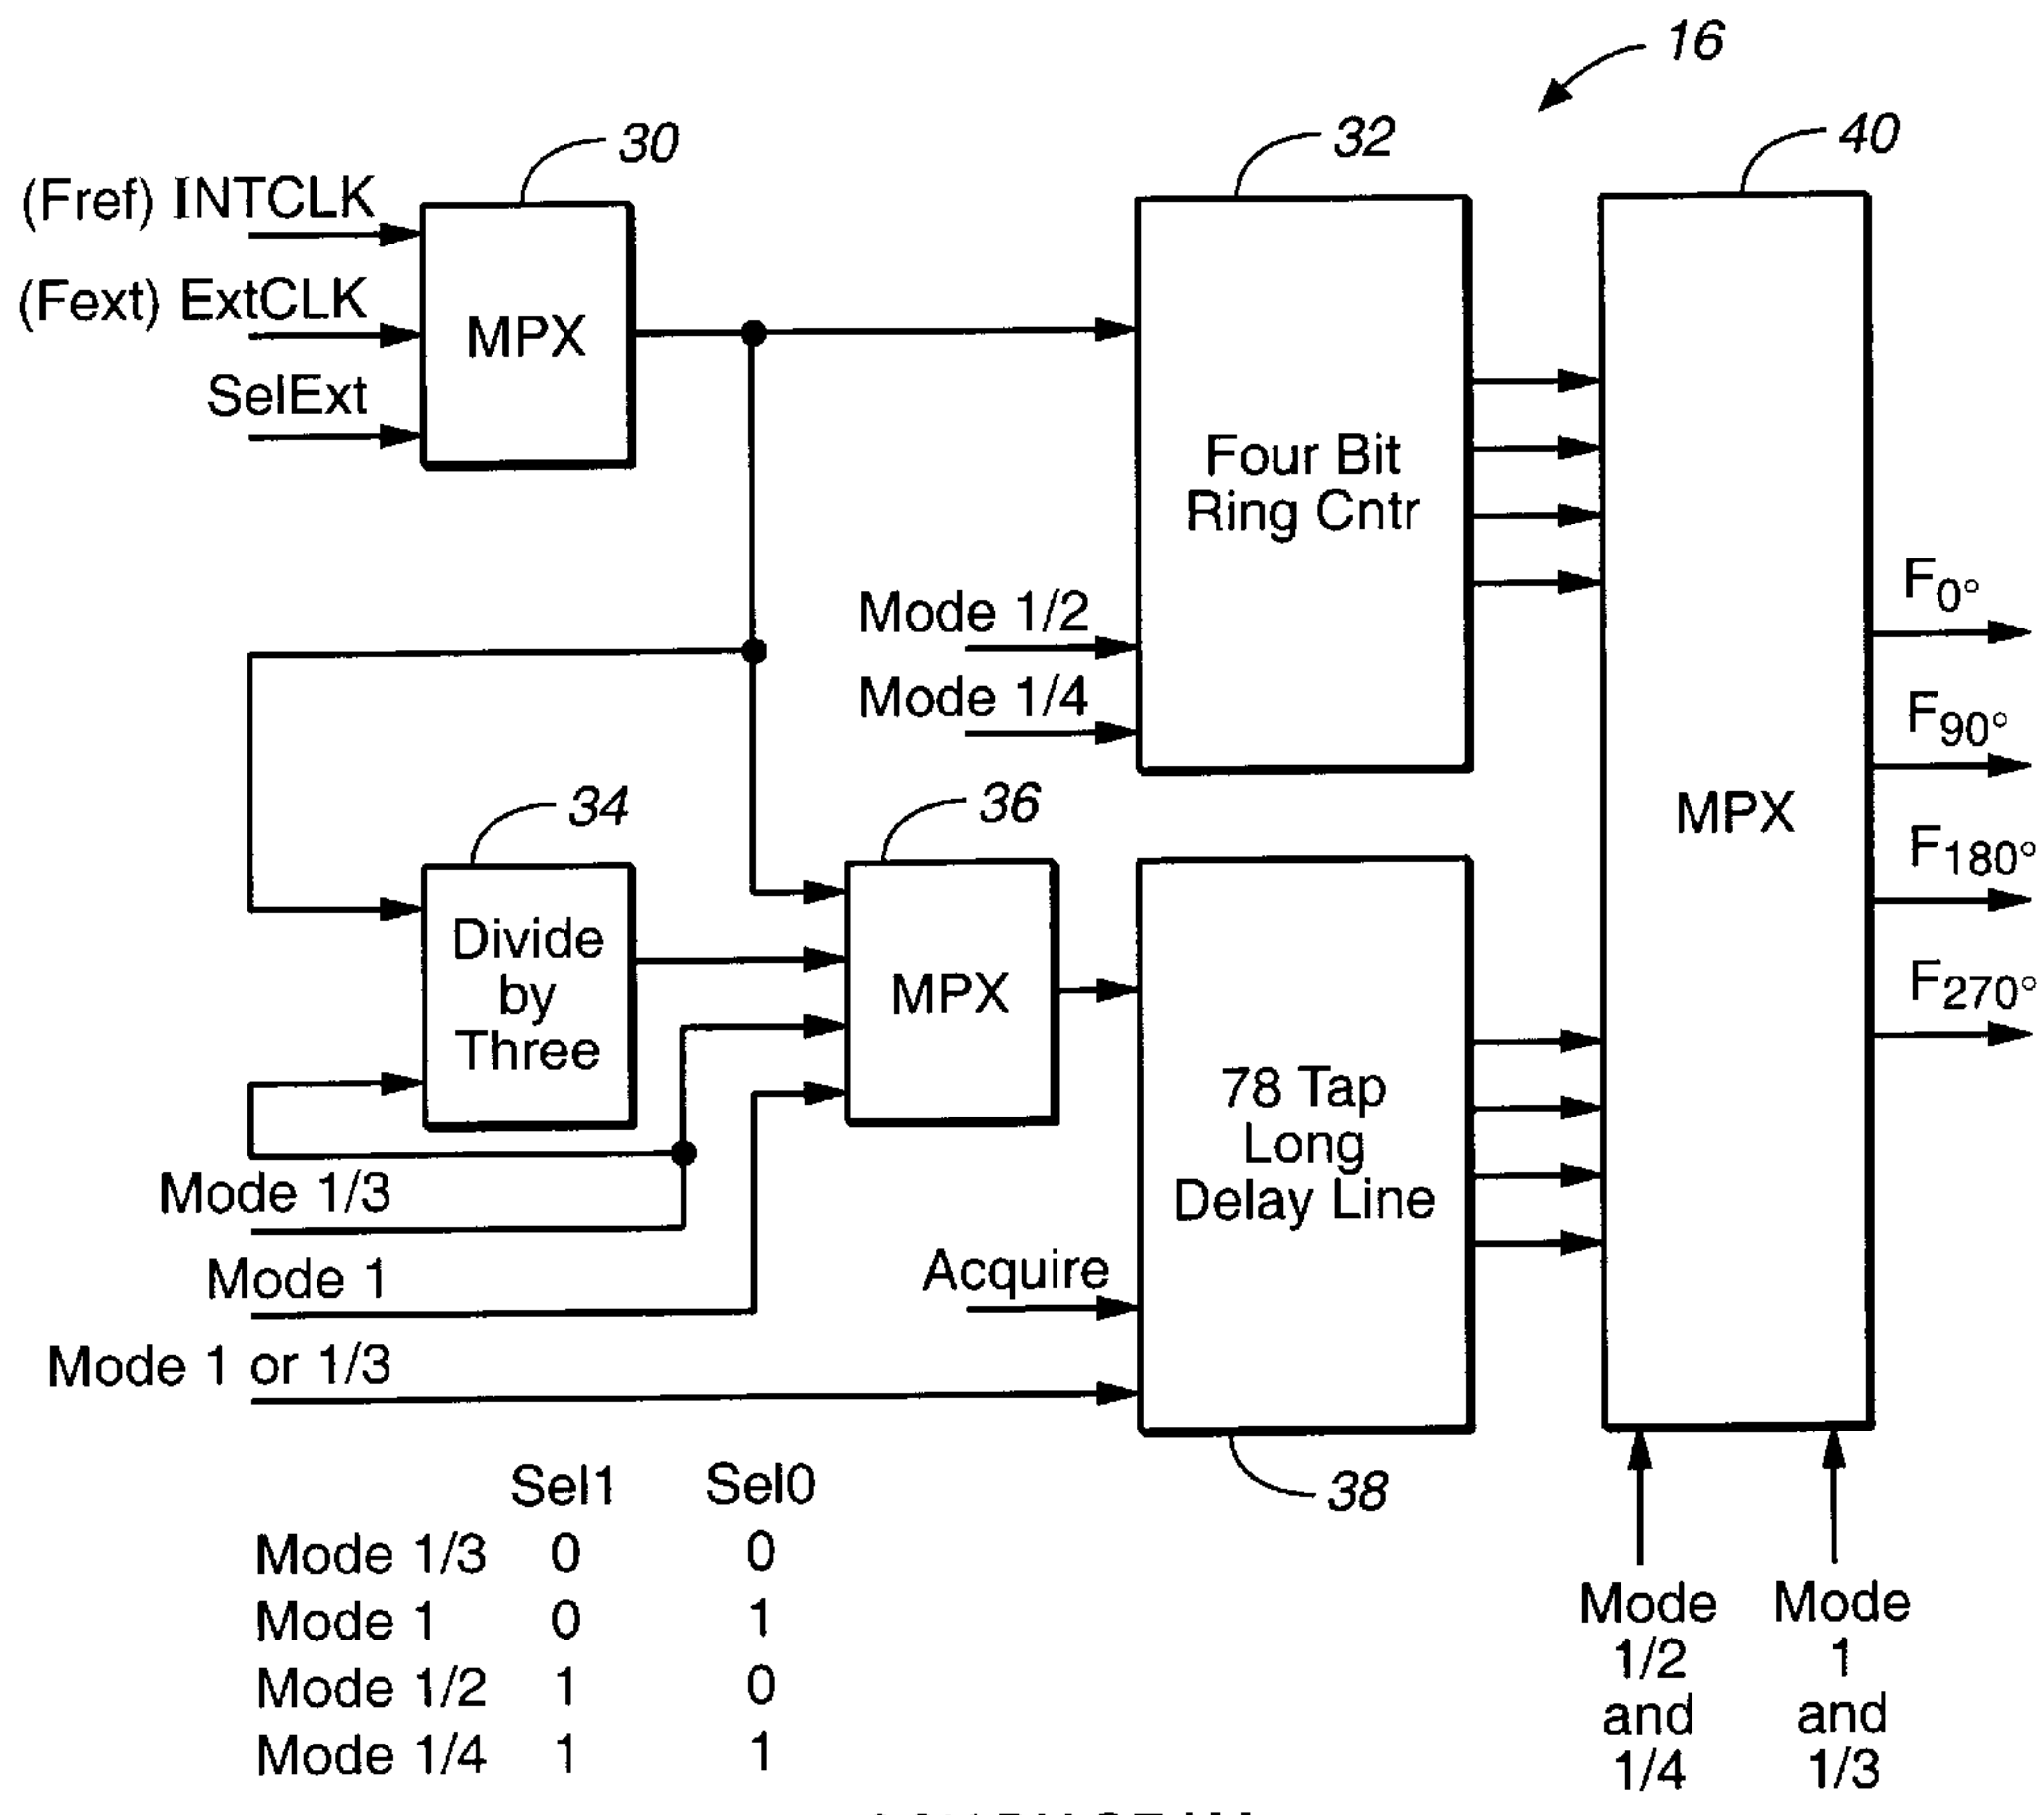 16
30
32
40
(Fref) INTCLK
(Fext) ExtCLK
SelExt
MPX
Four Bit
Ring Cntr
Mode 1/2
Mode 1/4
MPX
F0°
F90°
F180°
F270°
34
36
Divide
by
Three
MPX
78 Tap
Long
Delay Line
Mode 1/3
Mode 1
Mode 1 or 1/3
Acquire
38
Sel1 Sel0
Mode 1/3 0 0
Mode 1 0 1
Mode 1/2 1 0
Mode 1/4 1 1
Mode
1/2
and
1/4
Mode
1
and
1/3